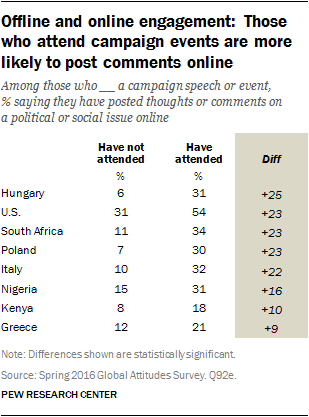 Offline and online engagement: Those
who attend campaign events are more
likely to post comments online
Among those who __ a campaign speech or event,
% saying they have posted thoughts or comments on
a political or social issue online
Have not attended Have attended Diff
% %
Hungary 6 31 +25
U.S. 31 54 +23
South Africa 11 34 +23
Poland 7 30 +23
Italy 10 32 +22
Nigeria 15 31 +16
Kenya 8 18 +10
Greece 12 21 +9
Note: Differences shown are statistically significant.
Source: Spring 2016 Global Attitudes Survey. Q92e.
PEW RESEARCH CENTER